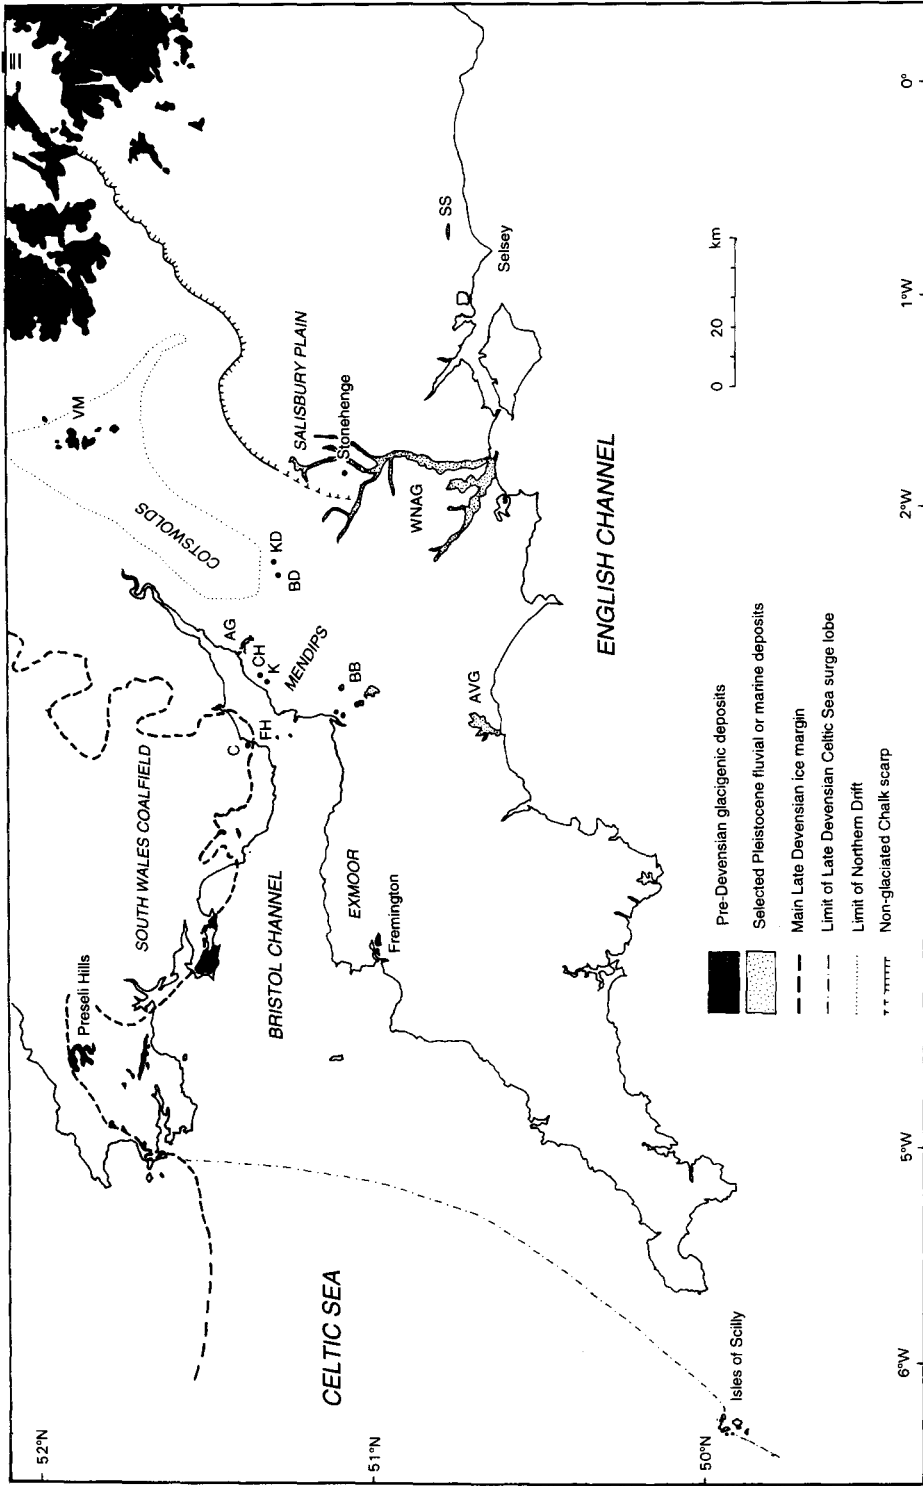 52°N
51°N
50°N
6°W
5°W
2°W
1°W
0°
Preseli Hills
SOUTH WALES COALFIELD
COTSWOLDS
VM
C
FH
AG
CH
K
MENDIPS
BD
KD
BB
SALISBURY PLAIN
Stonehenge
WNAG
SS
Selsey
BRISTOL CHANNEL
EXMOOR
Fremington
AVG
CELTIC SEA
Isles of Scilly
ENGLISH CHANNEL
0 20 km
Pre-Devensian glacigenic deposits
Selected Pleistocene fluvial or marine deposits
Main Late Devensian ice margin
Limit of Late Devensian Celtic Sea surge lobe
Limit of Northern Drift
Non-glaciated Chalk scarp